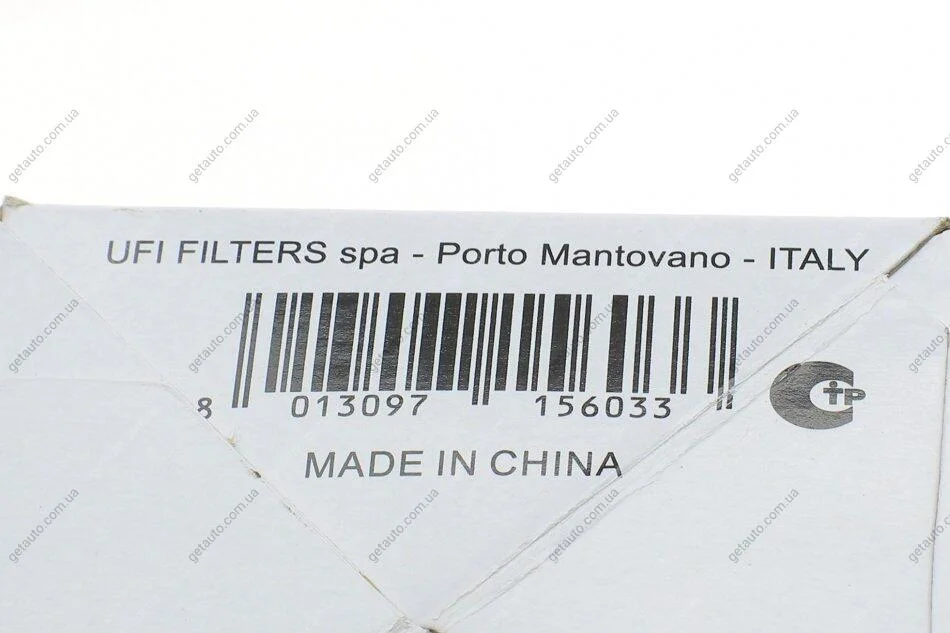 UFI FILTERS spa - Porto Mantovano - ITALY
8 013097 156033
MADE IN CHINA
getauto.com.ua